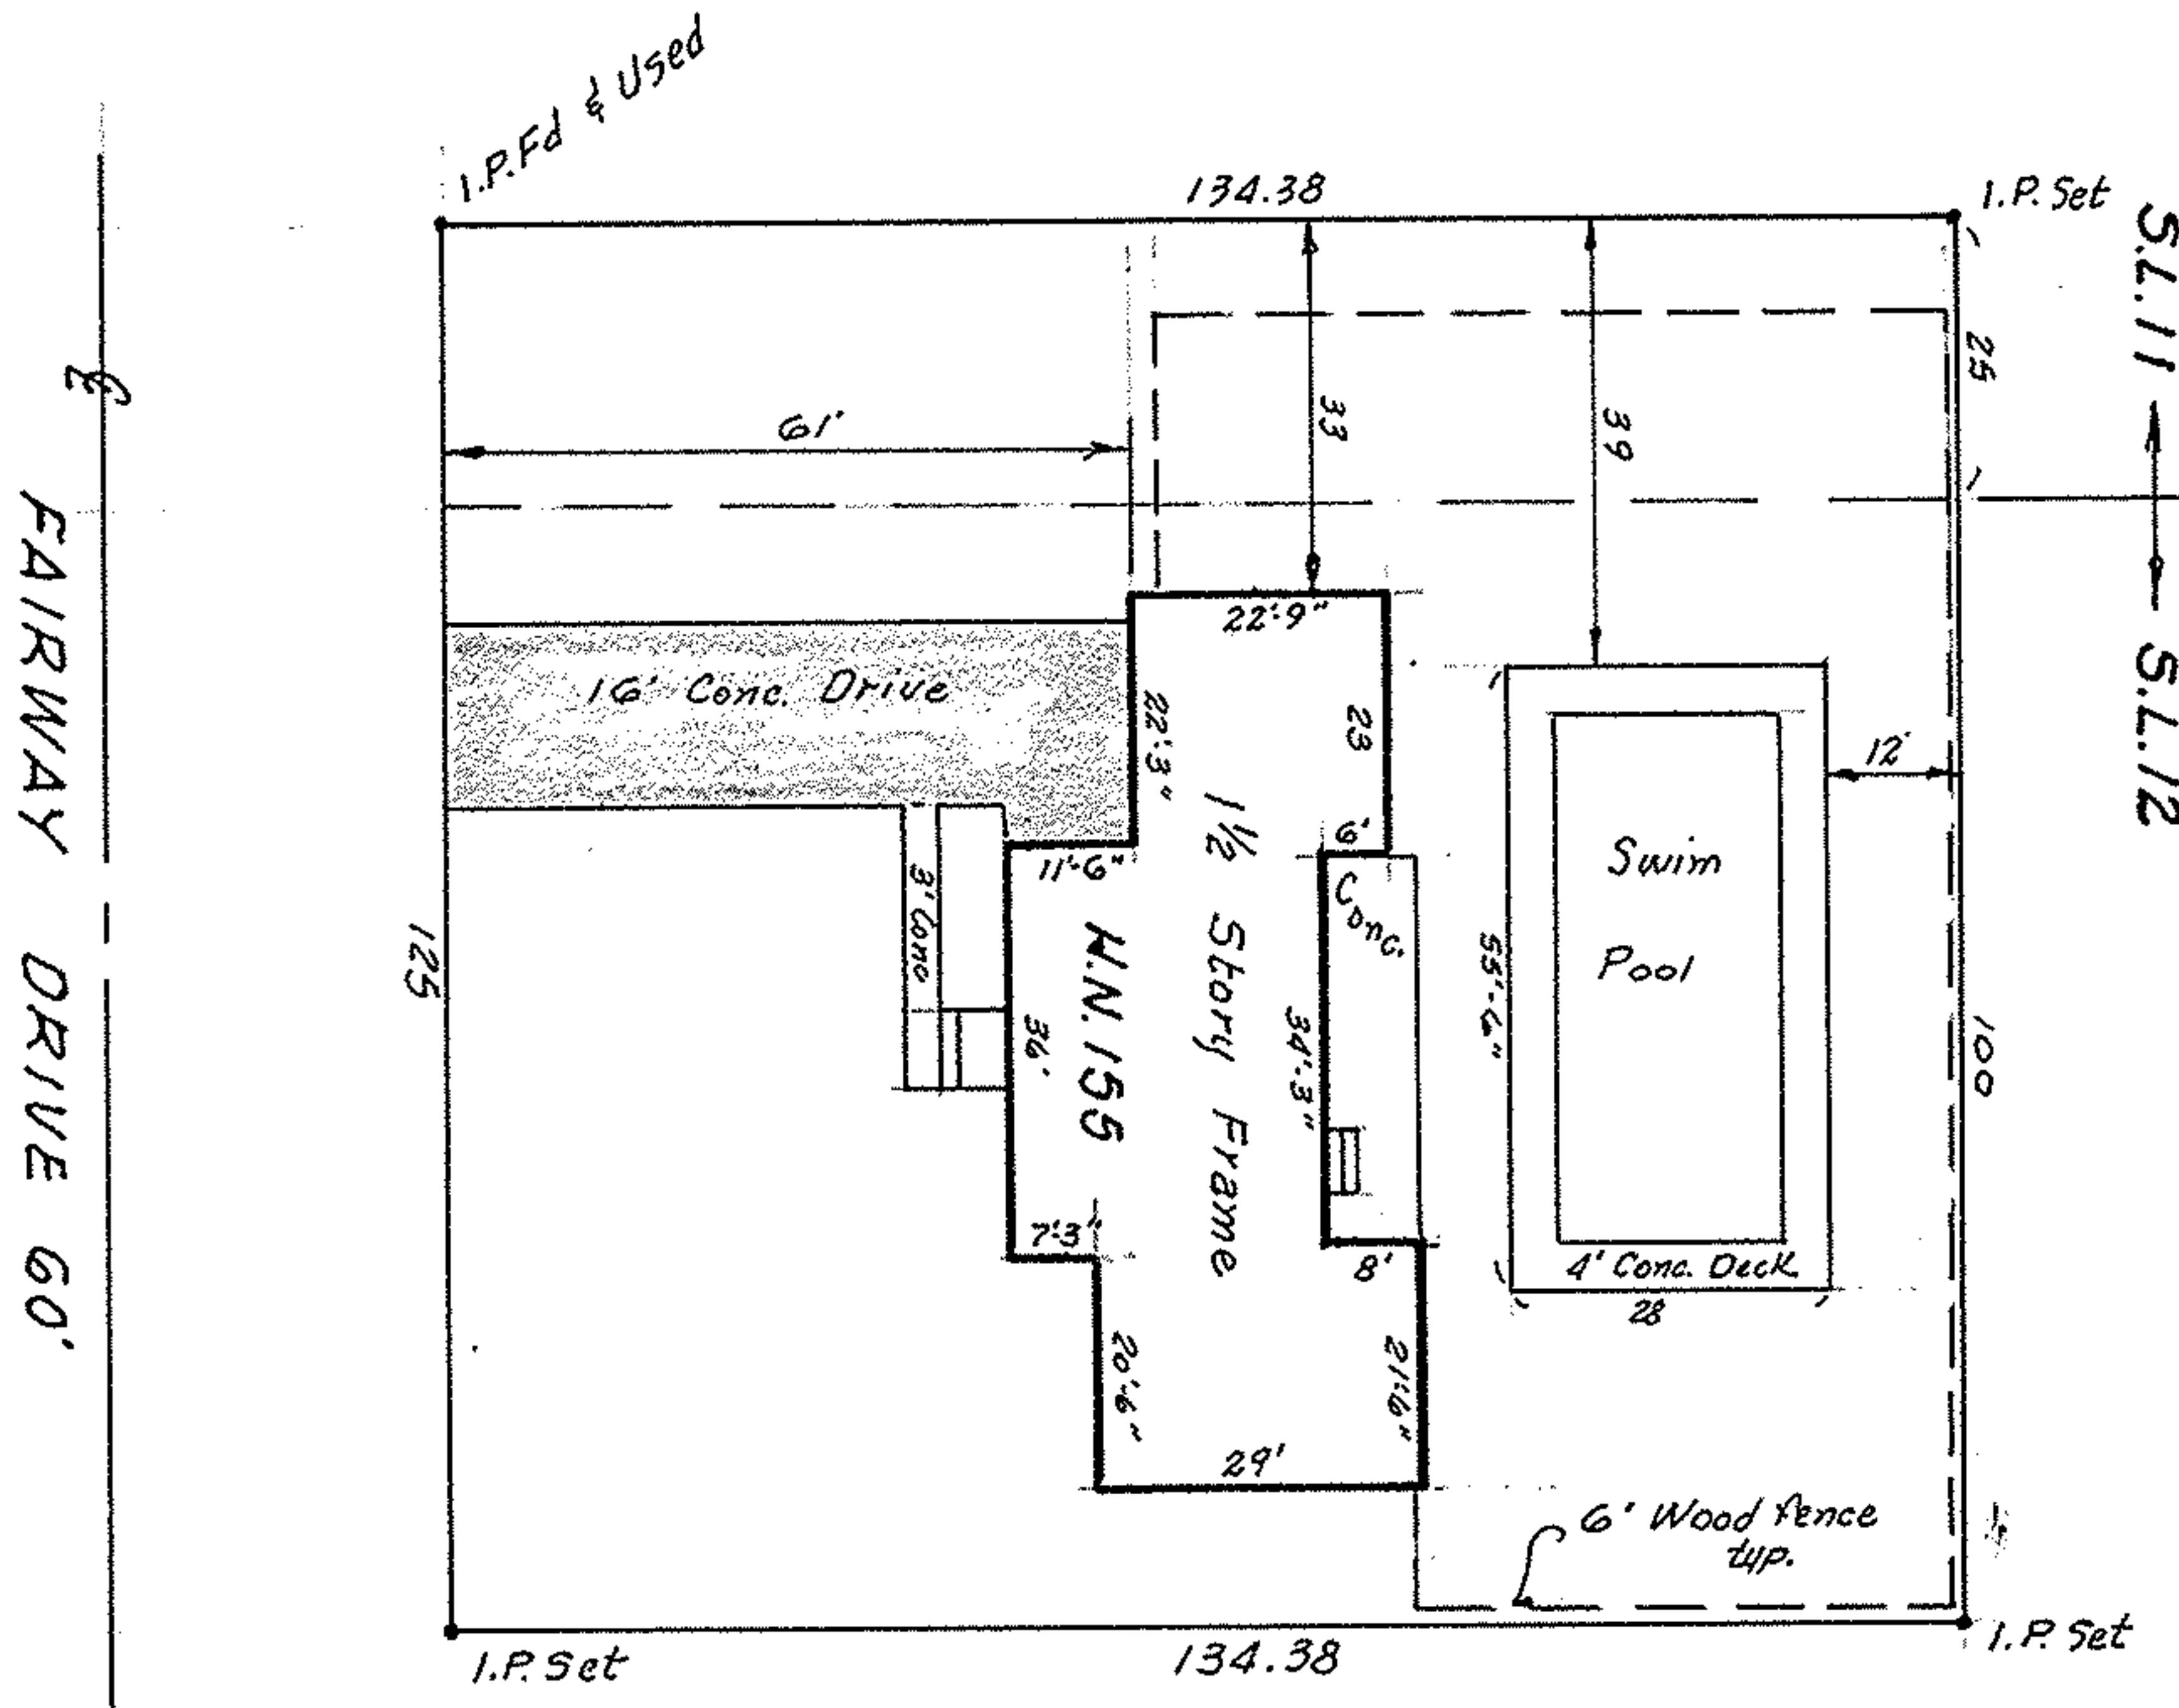 I.P. Fd & Used
134.38
I.P. Set
S.L.11
S.L.12
25
61'
33
39
22'-9"
16' Conc. Drive
22'-3"
23
12'
6'
11'-6"
Conc.
3' Conc
1½ Story Frame
H.N. 155
36'
34'-3"
55'-6"
Swim
Pool
100
125
7'-3"
8'
4' Conc. Deck
28
20'-6"
21'-6"
29'
6' Wood fence
typ.
I.P. Set
134.38
I.P. Set
FAIRWAY DRIVE 60'